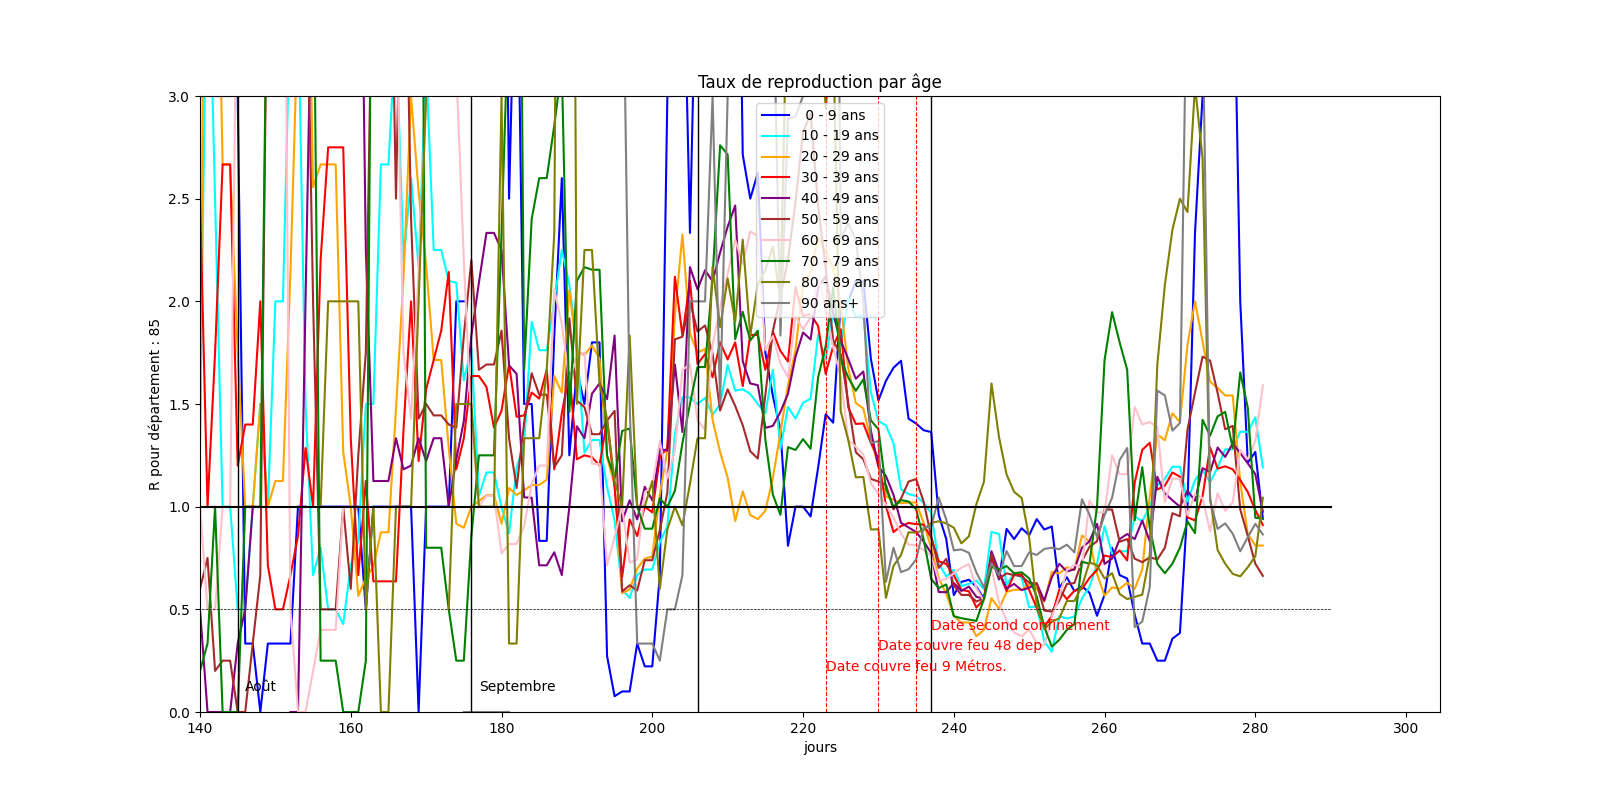 Taux de reproduction par âge
3.0
2.5
2.0
1.5
1.0
0.5
0.0
R pour département : 85
0 - 9 ans
10 - 19 ans
20 - 29 ans
30 - 39 ans
40 - 49 ans
50 - 59 ans
60 - 69 ans
70 - 79 ans
80 - 89 ans
90 ans+
Date second confinement
Date couvre feu 48 dep
Date couvre feu 9 Métros.
Août
Septembre
140
160
180
200
220
240
260
280
300
jours